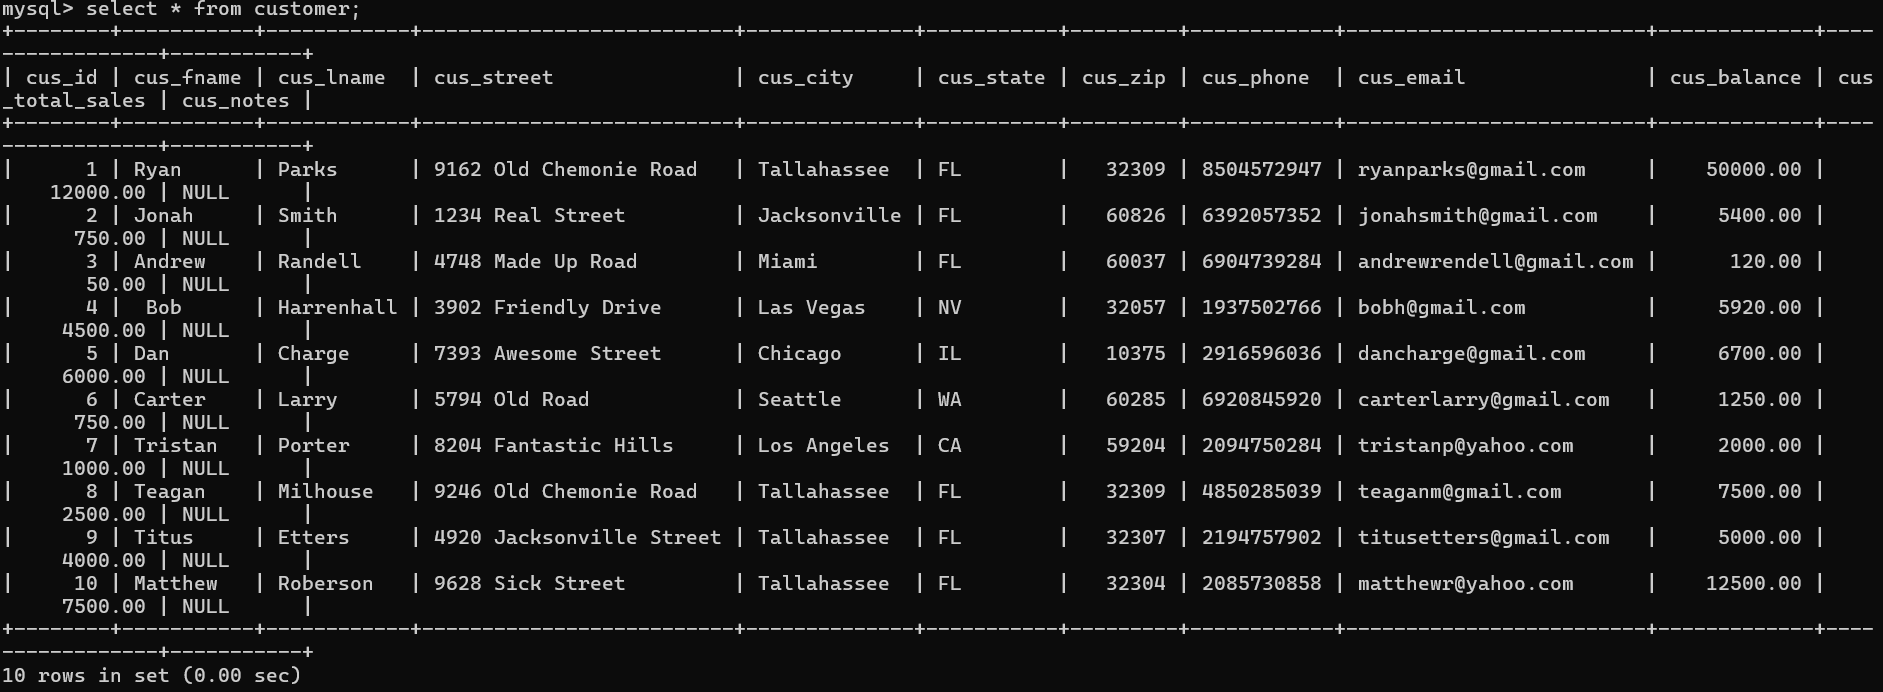 mysql> select * from customer;
+--------+-----------+------------+--------------------------+--------------+-----------+---------+------------+-------------------------+-------------+----
-------------+-----------+
| cus_id | cus_fname | cus_lname  | cus_street               | cus_city     | cus_state | cus_zip | cus_phone  | cus_email               | cus_balance | cus
_total_sales | cus_notes |
+--------+-----------+------------+--------------------------+--------------+-----------+---------+------------+-------------------------+-------------+----
-------------+-----------+
|      1 | Ryan      | Parks      | 9162 Old Chemonie Road   | Tallahassee  | FL        |   32309 | 8504572947 | ryanparks@gmail.com     |    50000.00 |
    12000.00 | NULL      |
|      2 | Jonah     | Smith      | 1234 Real Street         | Jacksonville | FL        |   60826 | 6392057352 | jonahsmith@gmail.com    |     5400.00 |
      750.00 | NULL      |
|      3 | Andrew    | Randell    | 4748 Made Up Road        | Miami        | FL        |   60037 | 6904739284 | andrewrendell@gmail.com |      120.00 |
       50.00 | NULL      |
|      4 |  Bob      | Harrenhall | 3902 Friendly Drive      | Las Vegas    | NV        |   32057 | 1937502766 | bobh@gmail.com          |     5920.00 |
     4500.00 | NULL      |
|      5 | Dan       | Charge     | 7393 Awesome Street      | Chicago      | IL        |   10375 | 2916596036 | dancharge@gmail.com     |     6700.00 |
     6000.00 | NULL      |
|      6 | Carter    | Larry      | 5794 Old Road            | Seattle      | WA        |   60285 | 6920845920 | carterlarry@gmail.com   |     1250.00 |
      750.00 | NULL      |
|      7 | Tristan   | Porter     | 8204 Fantastic Hills     | Los Angeles  | CA        |   59204 | 2094750284 | tristanp@yahoo.com      |     2000.00 |
     1000.00 | NULL      |
|      8 | Teagan    | Milhouse   | 9246 Old Chemonie Road   | Tallahassee  | FL        |   32309 | 4850285039 | teaganm@gmail.com       |     7500.00 |
     2500.00 | NULL      |
|      9 | Titus     | Etters     | 4920 Jacksonville Street | Tallahassee  | FL        |   32307 | 2194757902 | titusetters@gmail.com   |     5000.00 |
     4000.00 | NULL      |
|     10 | Matthew   | Roberson   | 9628 Sick Street         | Tallahassee  | FL        |   32304 | 2085730858 | matthewr@yahoo.com      |    12500.00 |
     7500.00 | NULL      |
+--------+-----------+------------+--------------------------+--------------+-----------+---------+------------+-------------------------+-------------+----
-------------+-----------+
10 rows in set (0.00 sec)